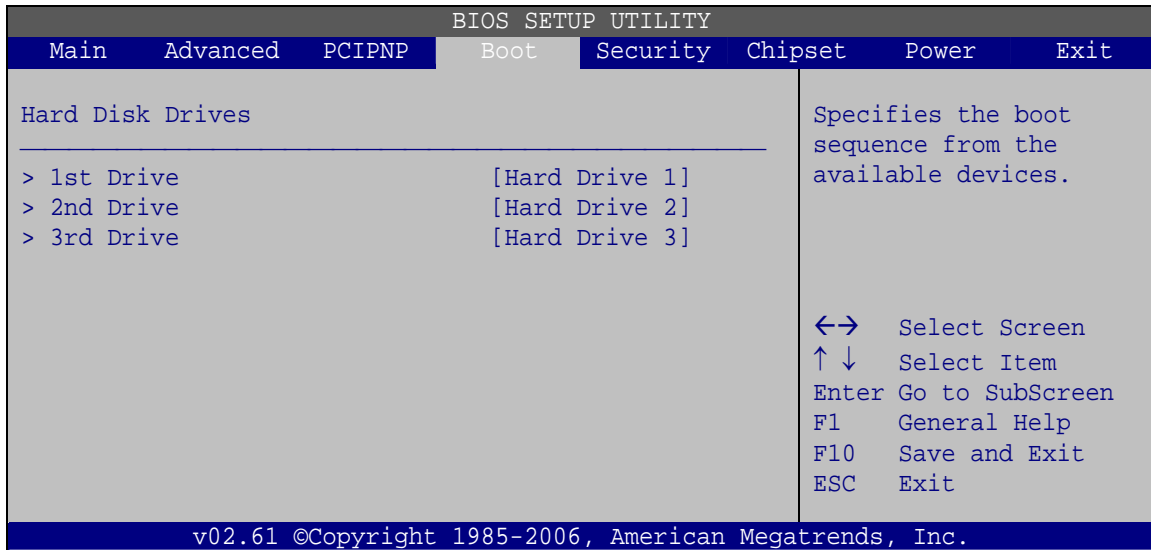 BIOS SETUP UTILITY
Main Advanced PCIPNP Boot Security Chipset Power Exit
Hard Disk Drives
> 1st Drive [Hard Drive 1]
> 2nd Drive [Hard Drive 2]
> 3rd Drive [Hard Drive 3]
Specifies the boot
sequence from the
available devices.
←→ Select Screen
↑ ↓ Select Item
Enter Go to SubScreen
F1 General Help
F10 Save and Exit
ESC Exit
v02.61 ©Copyright 1985-2006, American Megatrends, Inc.